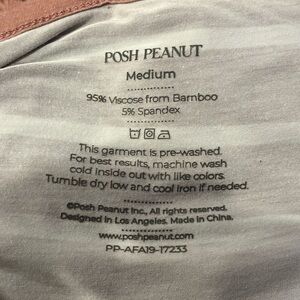 POSH PEANUT
Medium
95% Viscose from Bamboo
5% Spandex
This garment is pre-washed.
For best results, machine wash
cold inside out with like colors.
Tumble dry low and cool iron if needed.
©Posh Peanut Inc., All rights reserved.
Designed in Los Angeles. Made in China.
www.poshpeanut.com
PP-AFA19-17233